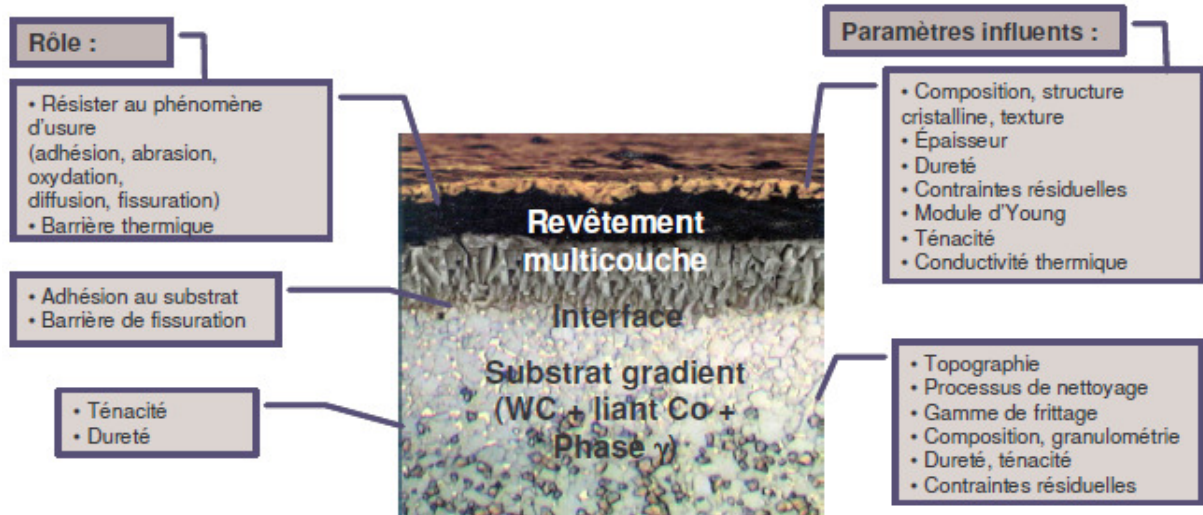 Rôle :
• Résister au phénomène
d'usure
(adhésion, abrasion,
oxydation,
diffusion, fissuration)
• Barrière thermique
• Adhésion au substrat
• Barrière de fissuration
• Ténacité
• Dureté
Revêtement
multicouche
Interface
Substrat gradient
(WC + liant Co +
Phase γ)
Paramètres influents :
• Composition, structure
cristalline, texture
• Épaisseur
• Dureté
• Contraintes résiduelles
• Module d'Young
• Ténacité
• Conductivité thermique
• Topographie
• Processus de nettoyage
• Gamme de frittage
• Composition, granulométrie
• Dureté, ténacité
• Contraintes résiduelles